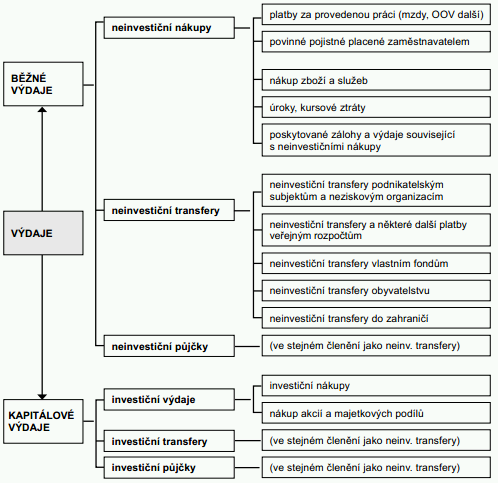 neinvestiční nákupy
platby za provedenou práci (mzdy, OOV další)
povinné pojistné placené zaměstnavatelem
BĚŽNÉ
VÝDAJE
nákup zboží a služeb
úroky, kursové ztráty
poskytované zálohy a výdaje související
s neinvestičními nákupy
VÝDAJE
neinvestiční transfery
neinvestiční transfery podnikatelským
subjektům a neziskovým organizacím
neinvestiční transfery a některé další platby
veřejným rozpočtům
neinvestiční transfery vlastním fondům
neinvestiční transfery obyvatelstvu
neinvestiční transfery do zahraničí
neinvestiční půjčky
(ve stejném členění jako neinv. transfery)
KAPITÁLOVÉ
VÝDAJE
investiční výdaje
investiční nákupy
nákup akcií a majetkových podílů
investiční transfery
(ve stejném členění jako neinv. transfery)
investiční půjčky
(ve stejném členění jako neinv. transfery)